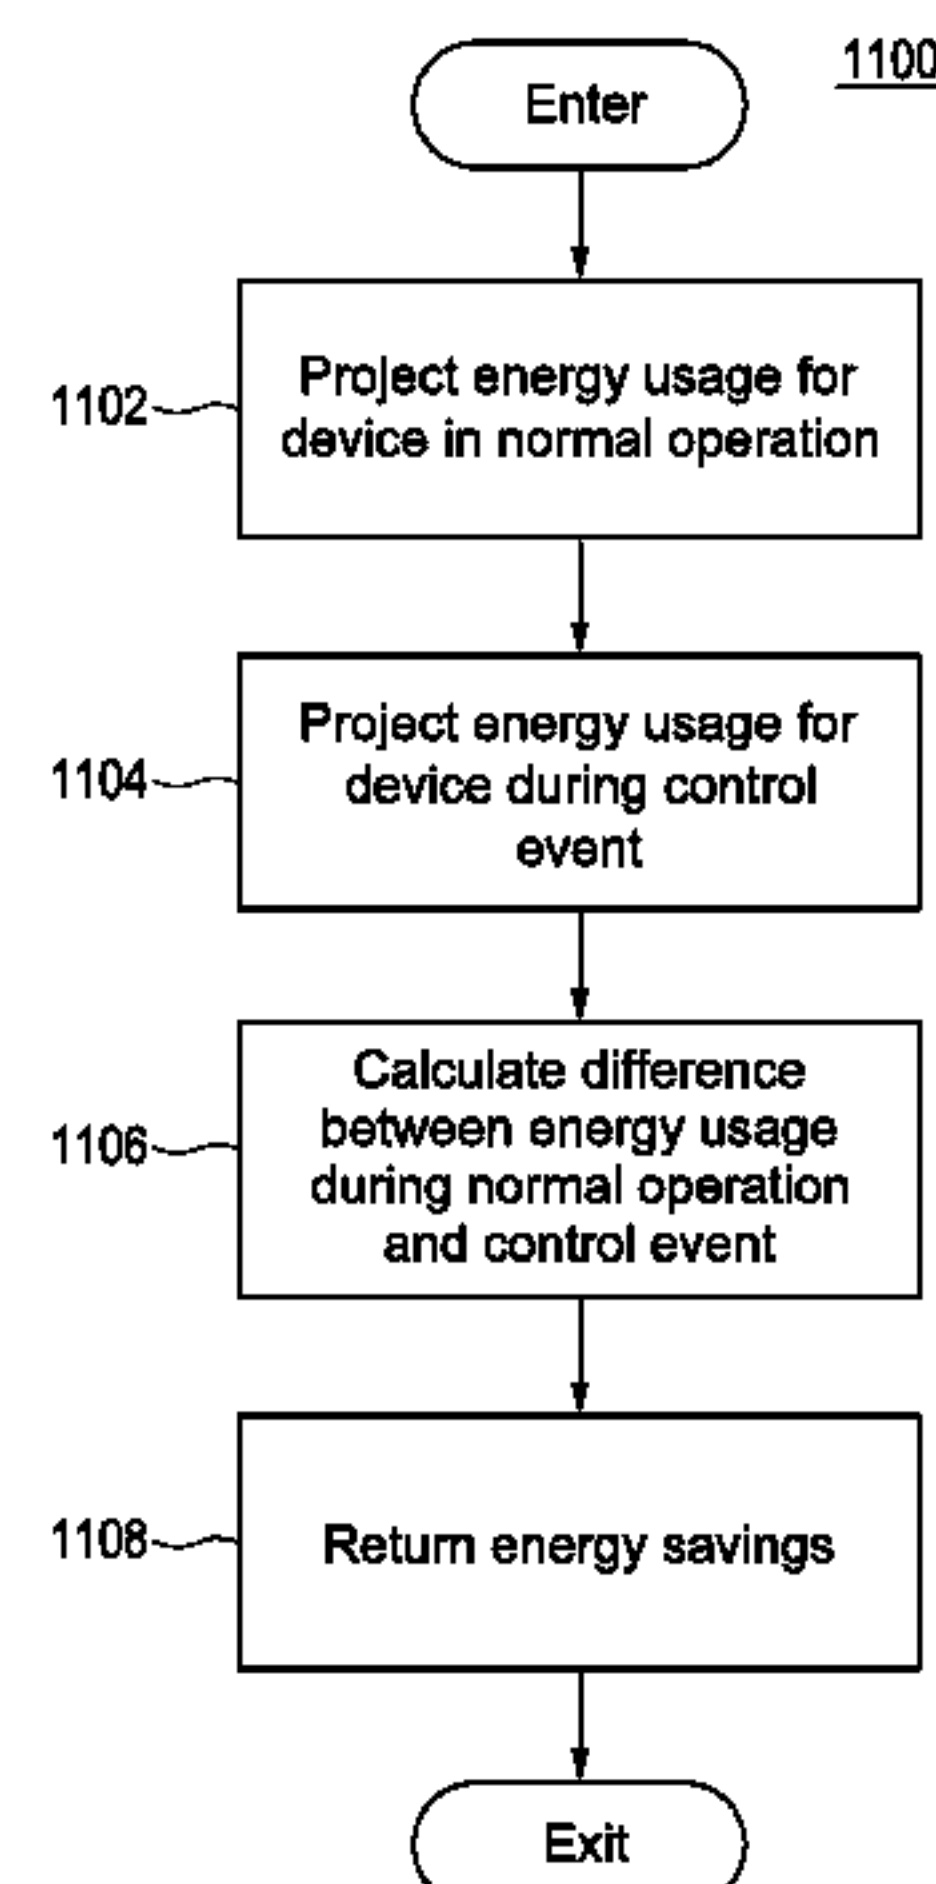 Enter
1100
1102
Project energy usage for
device in normal operation
1104
Project energy usage for
device during control
event
1106
Calculate difference
between energy usage
during normal operation
and control event
1108
Return energy savings
Exit